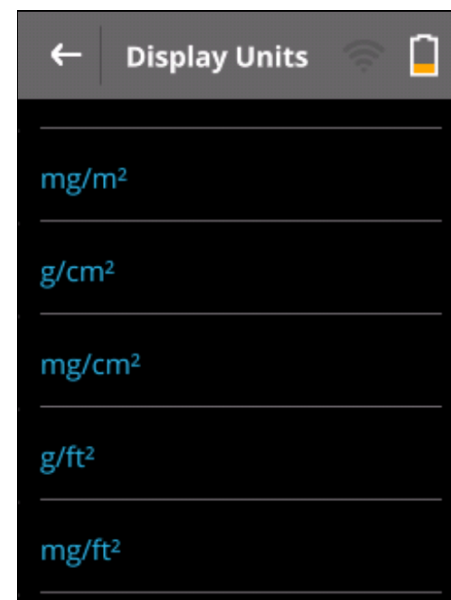 Display Units
mg/m²
g/cm²
mg/cm²
g/ft²
mg/ft²